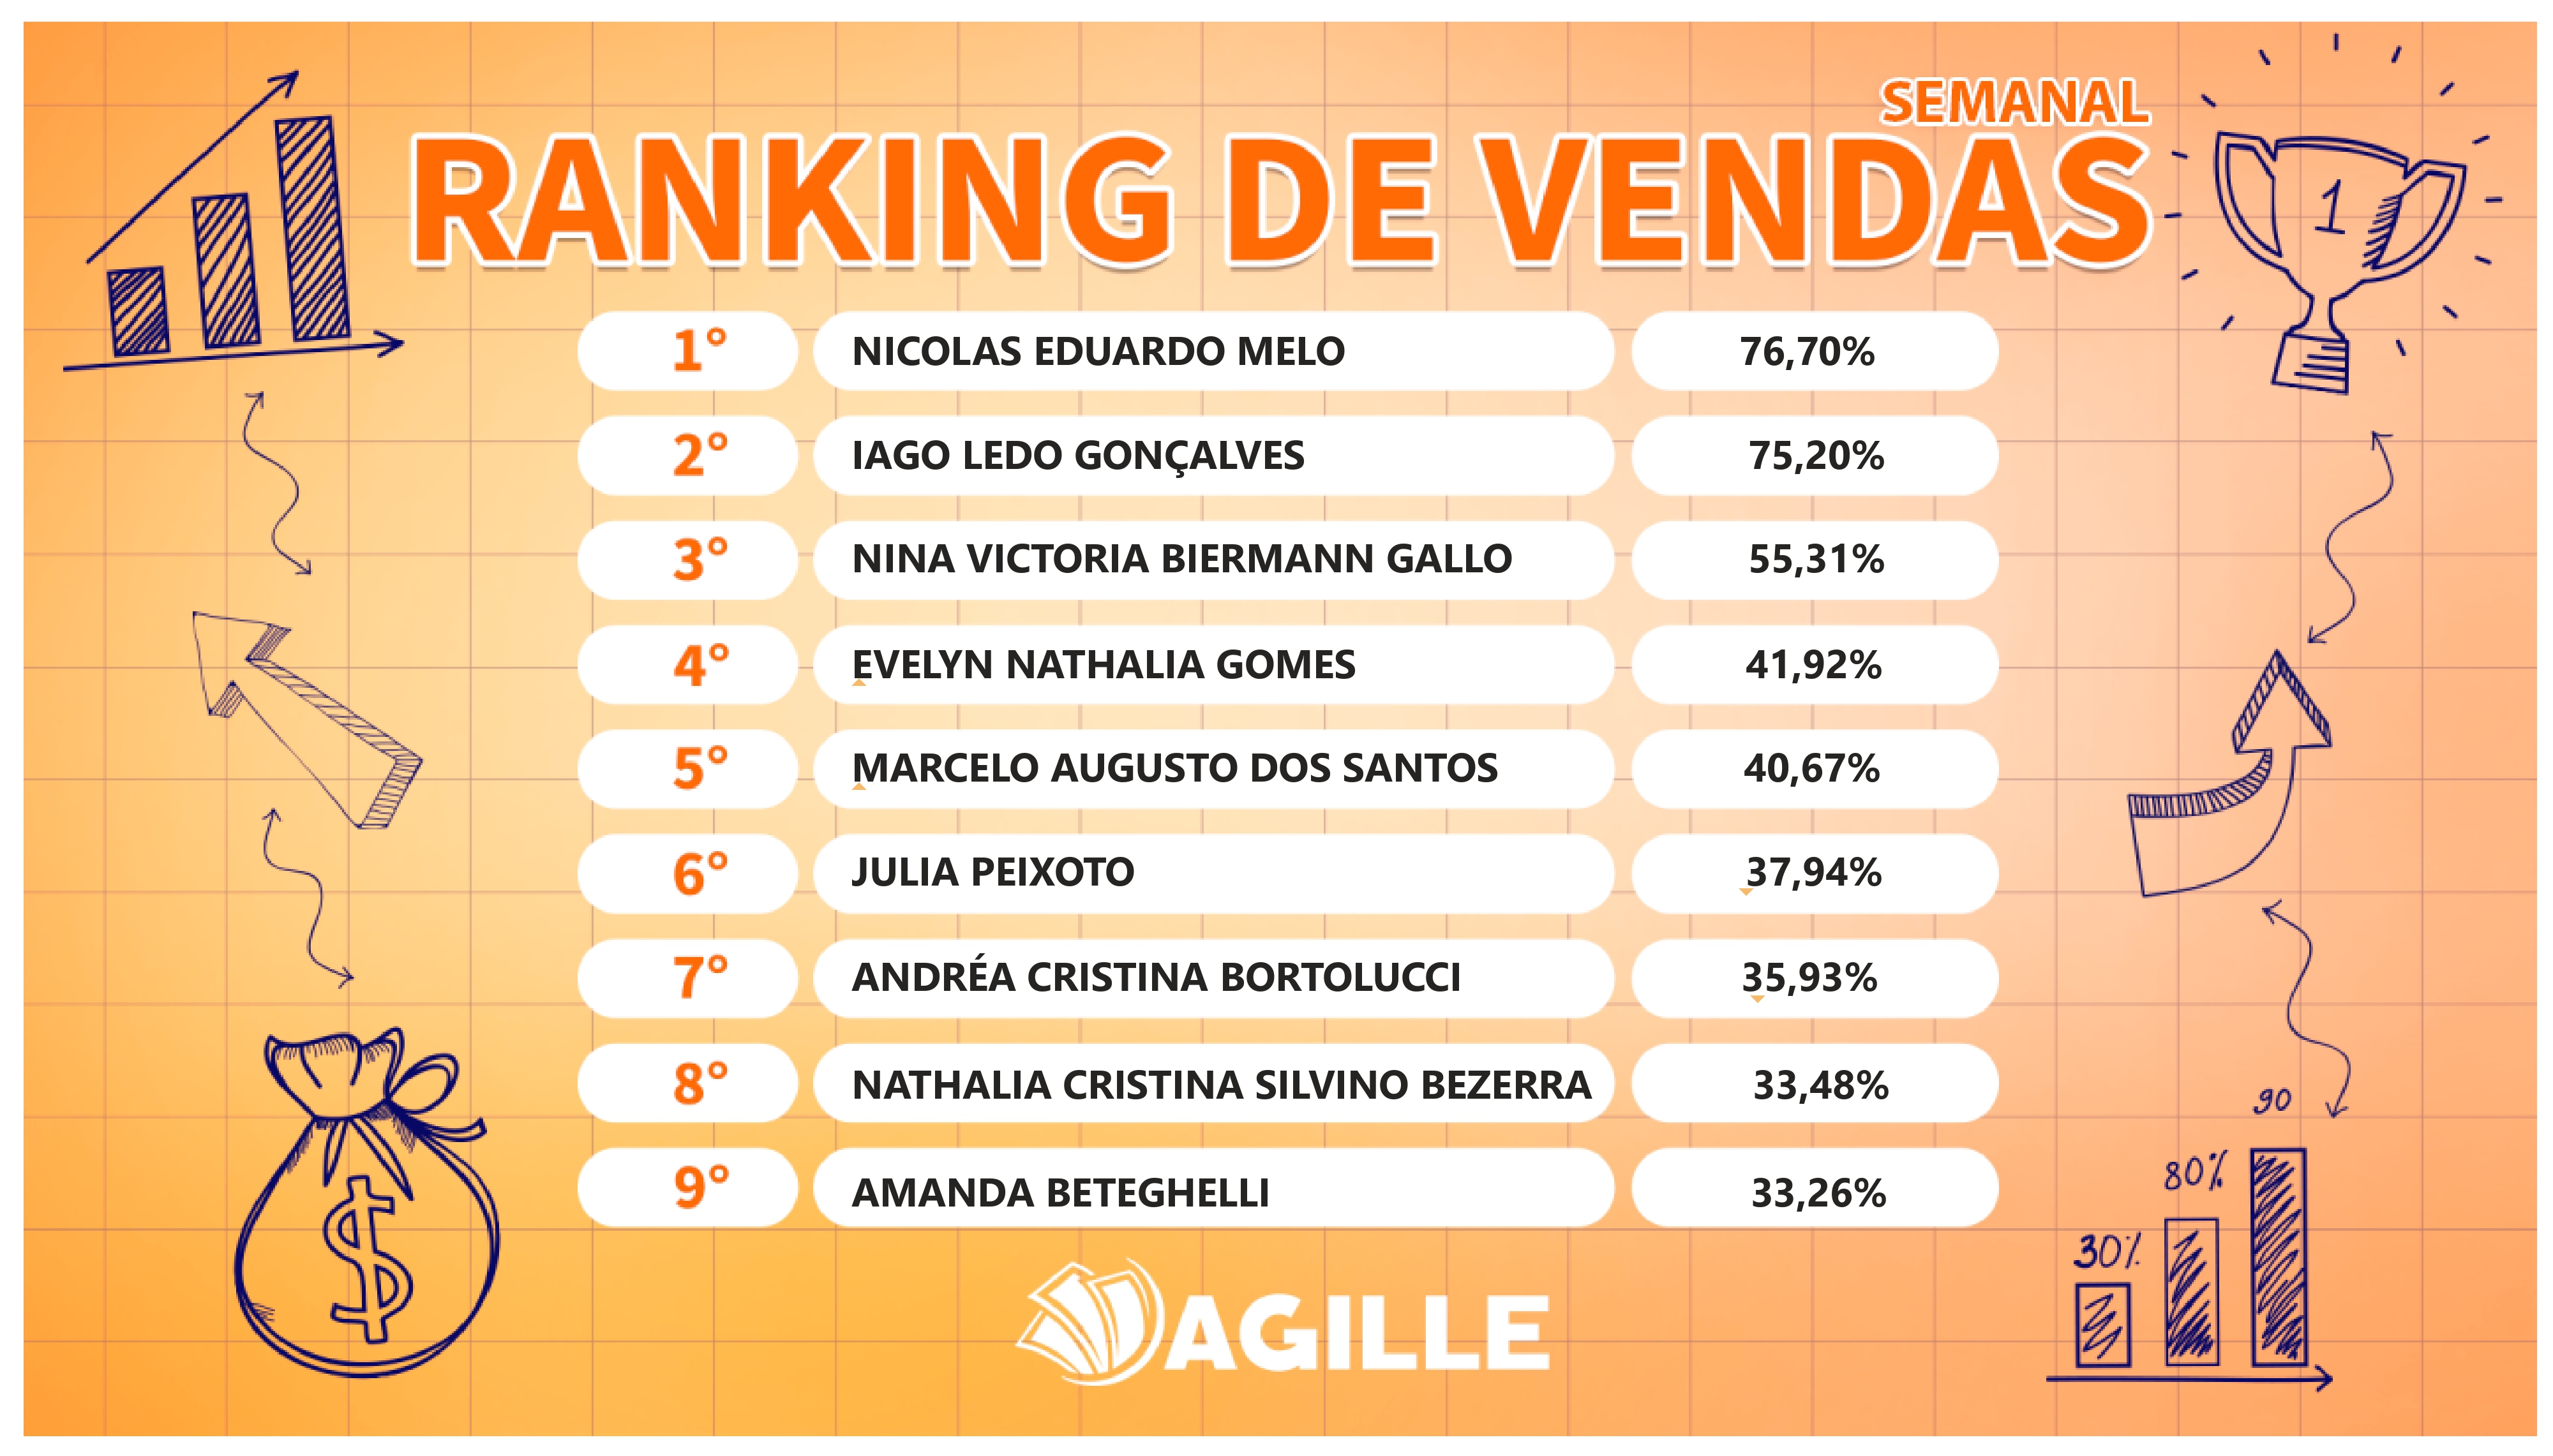 SEMANAL
RANKING DE VENDAS
1
1° NICOLAS EDUARDO MELO 76,70%
2° IAGO LEDO GONÇALVES 75,20%
3° NINA VICTORIA BIERMANN GALLO 55,31%
4° EVELYN NATHALIA GOMES 41,92%
5° MARCELO AUGUSTO DOS SANTOS 40,67%
6° JULIA PEIXOTO 37,94%
7° ANDRÉA CRISTINA BORTOLUCCI 35,93%
8° NATHALIA CRISTINA SILVINO BEZERRA 33,48%
9° AMANDA BETEGHELLI 33,26%
90
80%
30%
$
AGILLE